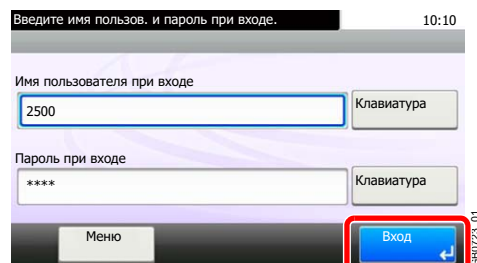 Введите имя пользов. и пароль при входе. 10:10
Имя пользователя при входе
2500 Клавиатура
Пароль при входе
**** Клавиатура
Меню Вход
GB0723_01